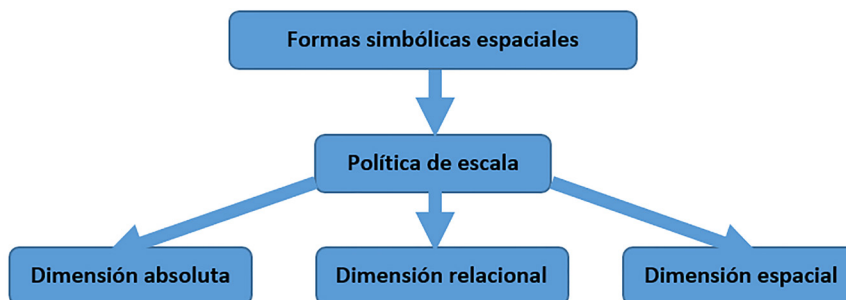 Formas simbólicas espaciales
Política de escala
Dimensión absoluta
Dimensión relacional
Dimensión espacial